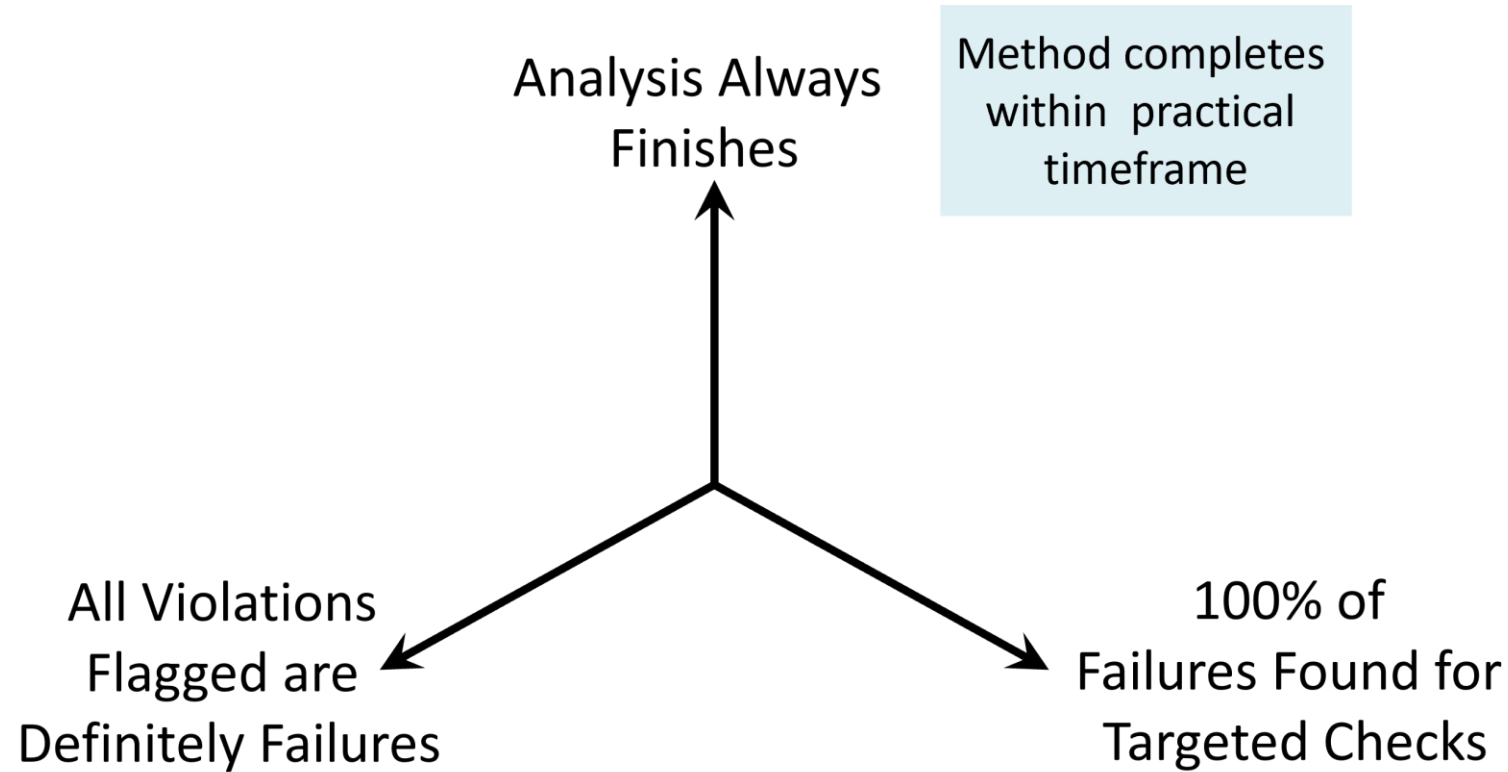 Analysis Always
Finishes
Method completes
within practical
timeframe
All Violations
Flagged are
Definitely Failures
100% of
Failures Found for
Targeted Checks